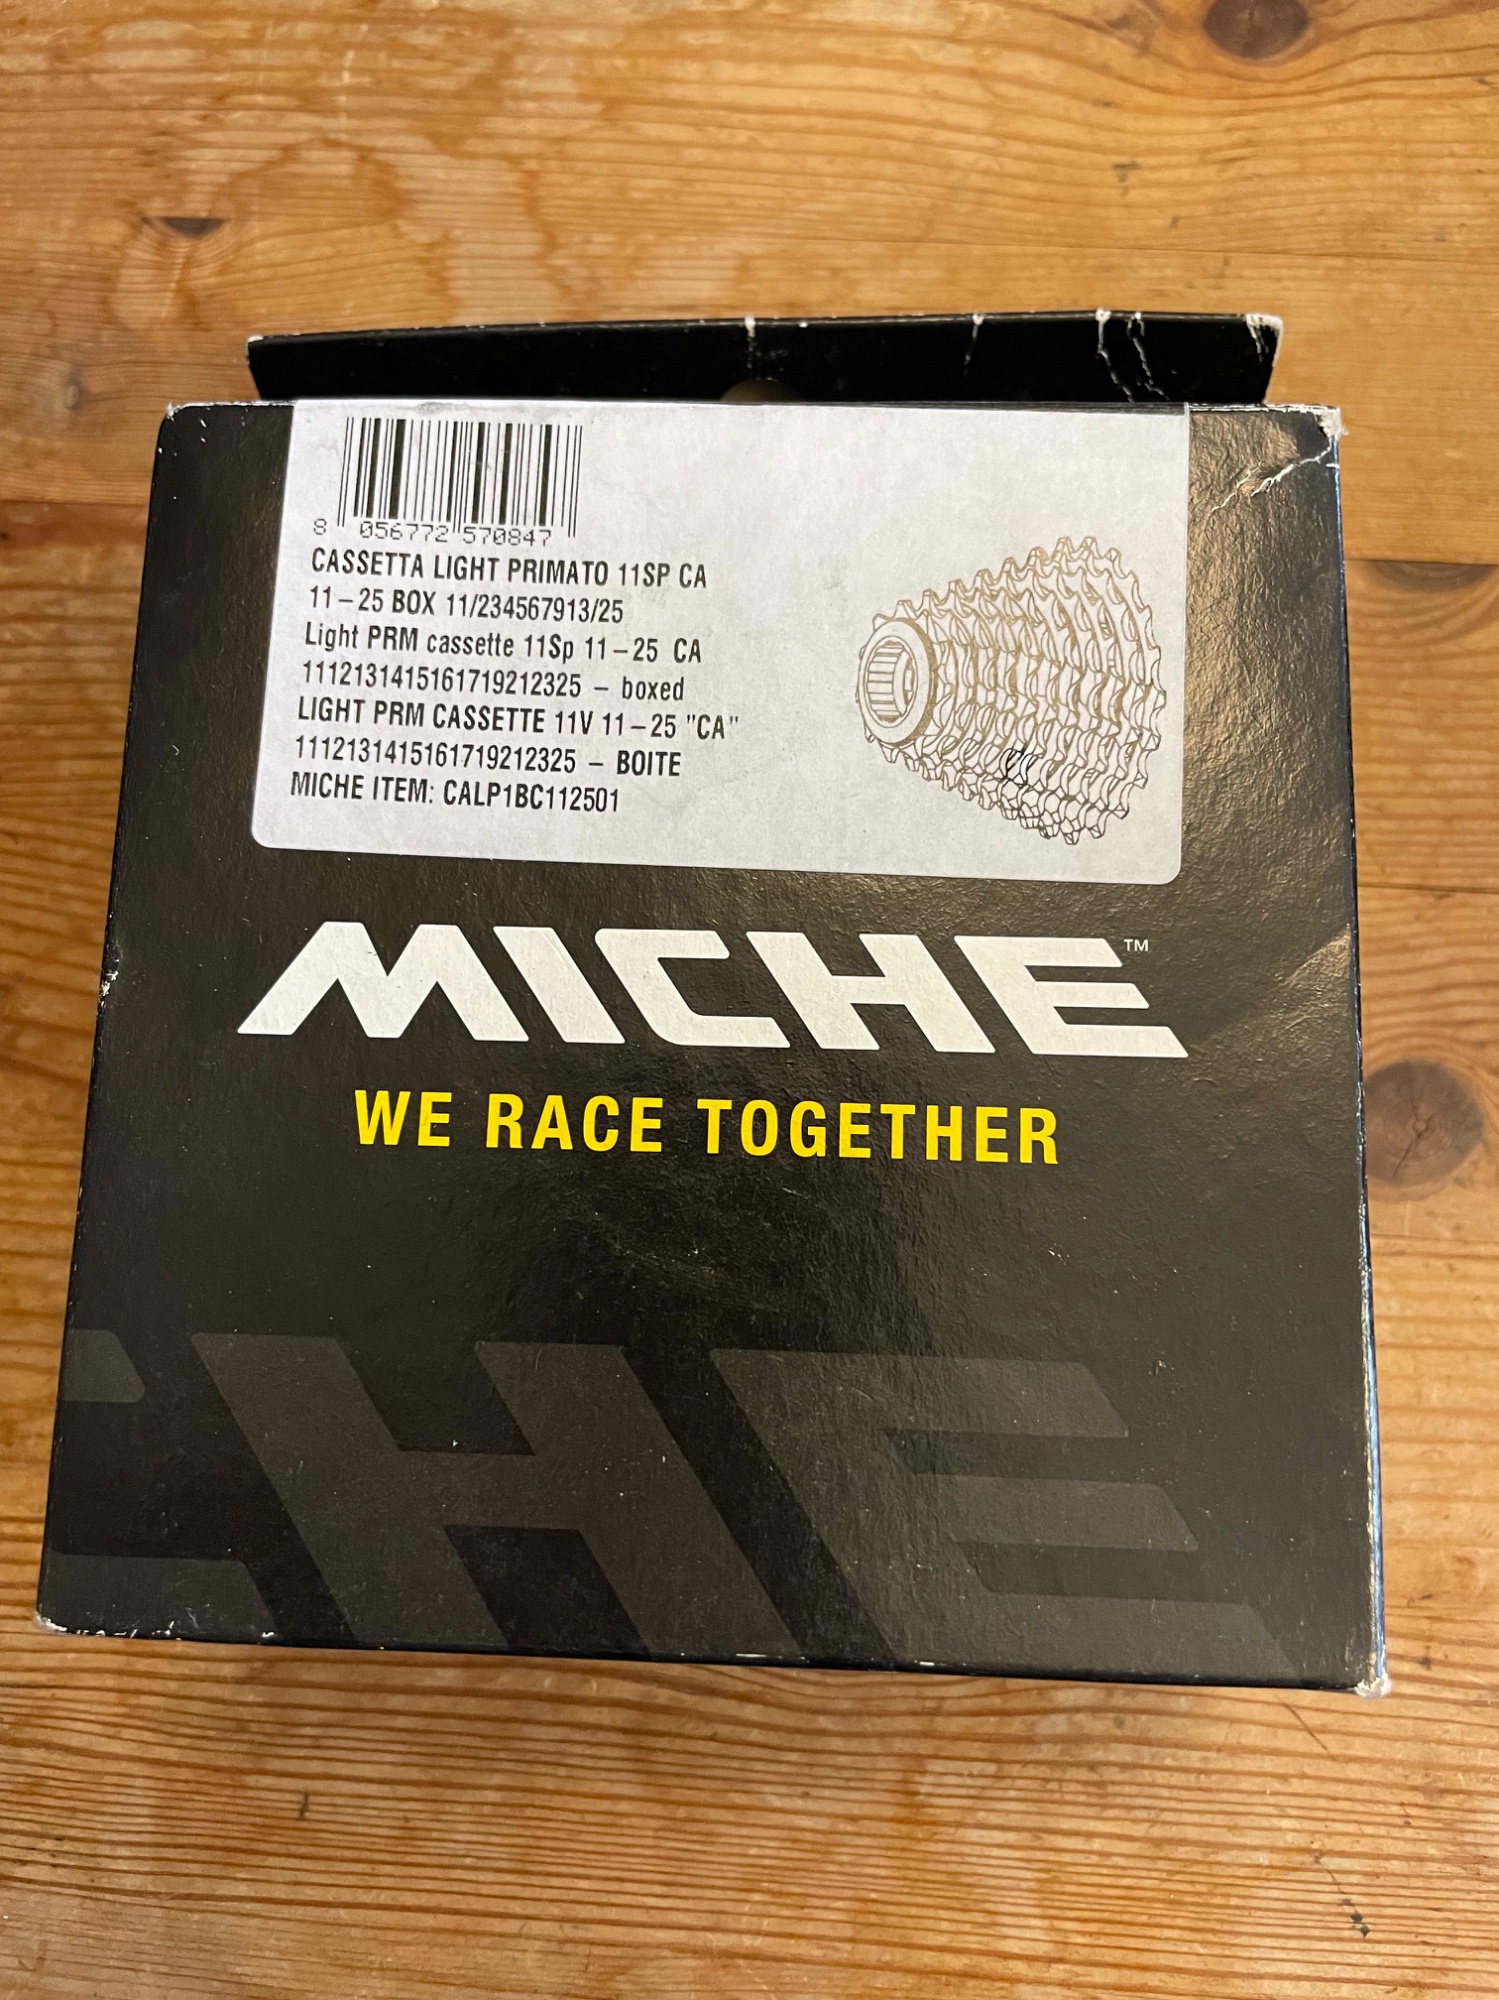 8 056772 570847
CASSETTA LIGHT PRIMATO 11SP CA
11-25 BOX 11/234567913/25
Light PRM cassette 11Sp 11-25 CA
1112131415161719212325 - boxed
LIGHT PRM CASSETTE 11V 11-25 "CA"
1112131415161719212325 - BOITE
MICHE ITEM: CALP1BC112501
MICHE™
WE RACE TOGETHER
CHE